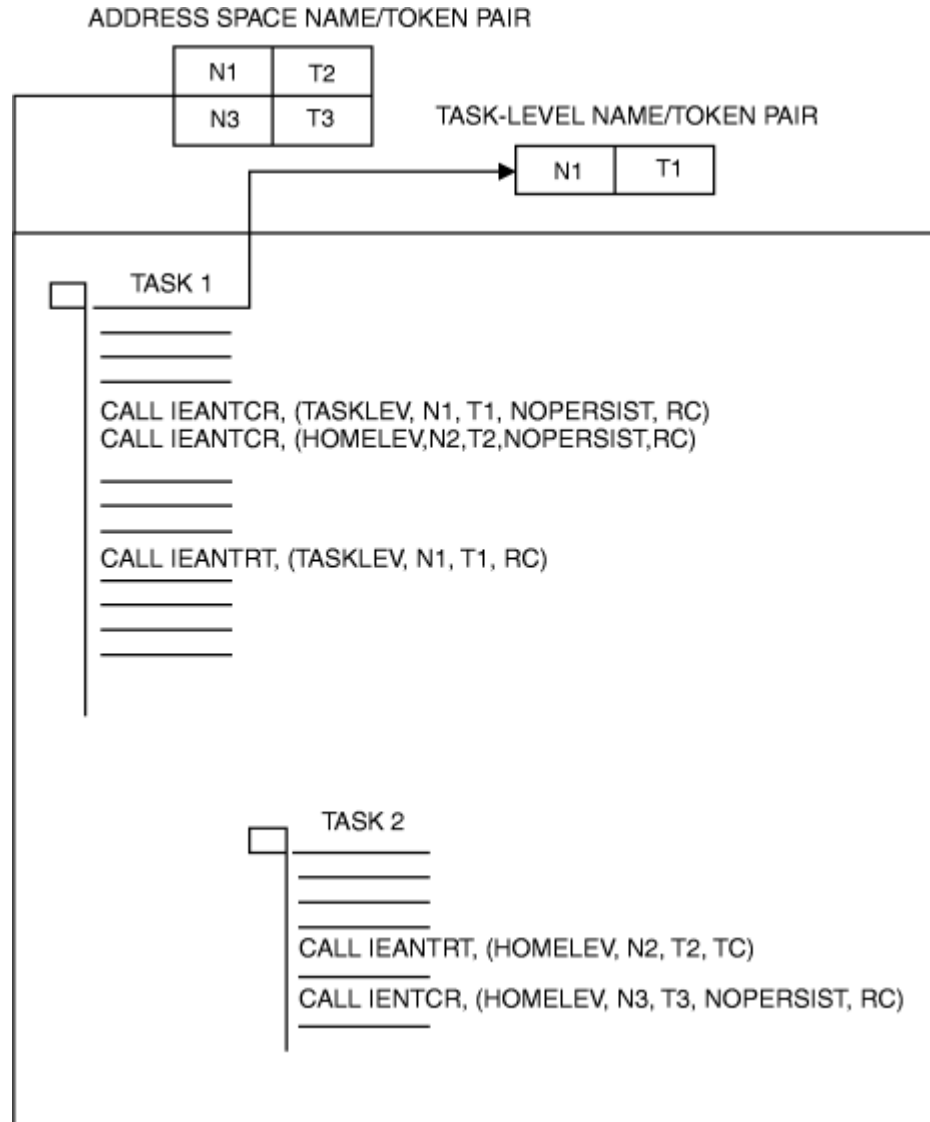 ADDRESS SPACE NAME/TOKEN PAIR
N1 T2
N3 T3
TASK-LEVEL NAME/TOKEN PAIR
N1 T1
TASK 1
CALL IEANTCR, (TASKLEV, N1, T1, NOPERSIST, RC)
CALL IEANTCR, (HOMELEV,N2,T2,NOPERSIST,RC)
CALL IEANTRT, (TASKLEV, N1, T1, RC)
TASK 2
CALL IEANTRT, (HOMELEV, N2, T2, TC)
CALL IENTCR, (HOMELEV, N3, T3, NOPERSIST, RC)